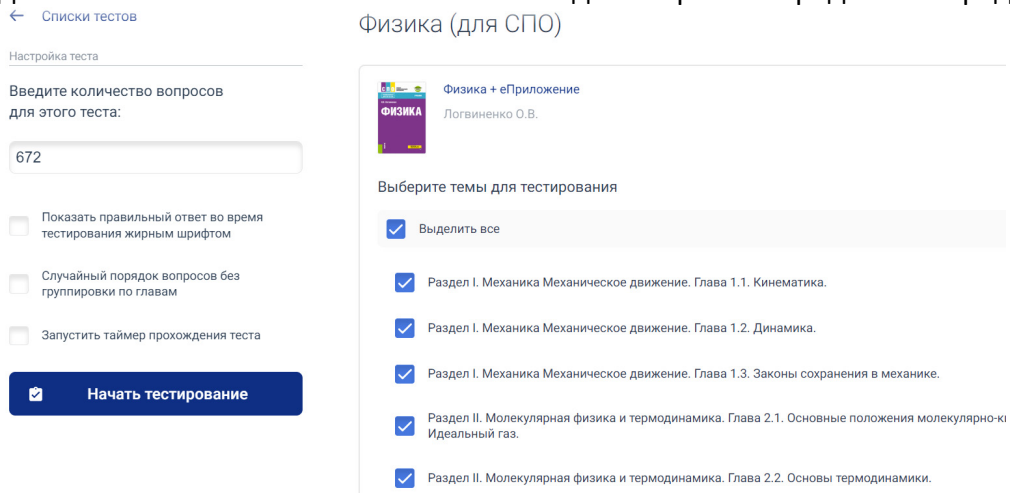 Списки тестов
Настройка теста
Введите количество вопросов
для этого теста:
672
Показать правильный ответ во время
тестирования жирным шрифтом
Случайный порядок вопросов без
группировки по главам
Запустить таймер прохождения теста
Начать тестирование
Физика (для СПО)
ФИЗИКА
Физика + еПриложение
Логвиненко О.В.
Выберите темы для тестирования
Выделить все
Раздел I. Механика Механическое движение. Глава 1.1. Кинематика.
Раздел I. Механика Механическое движение. Глава 1.2. Динамика.
Раздел I. Механика Механическое движение. Глава 1.3. Законы сохранения в механике.
Раздел II. Молекулярная физика и термодинамика. Глава 2.1. Основные положения молекулярно-к
Идеальный газ.
Раздел II. Молекулярная физика и термодинамика. Глава 2.2. Основы термодинамики.